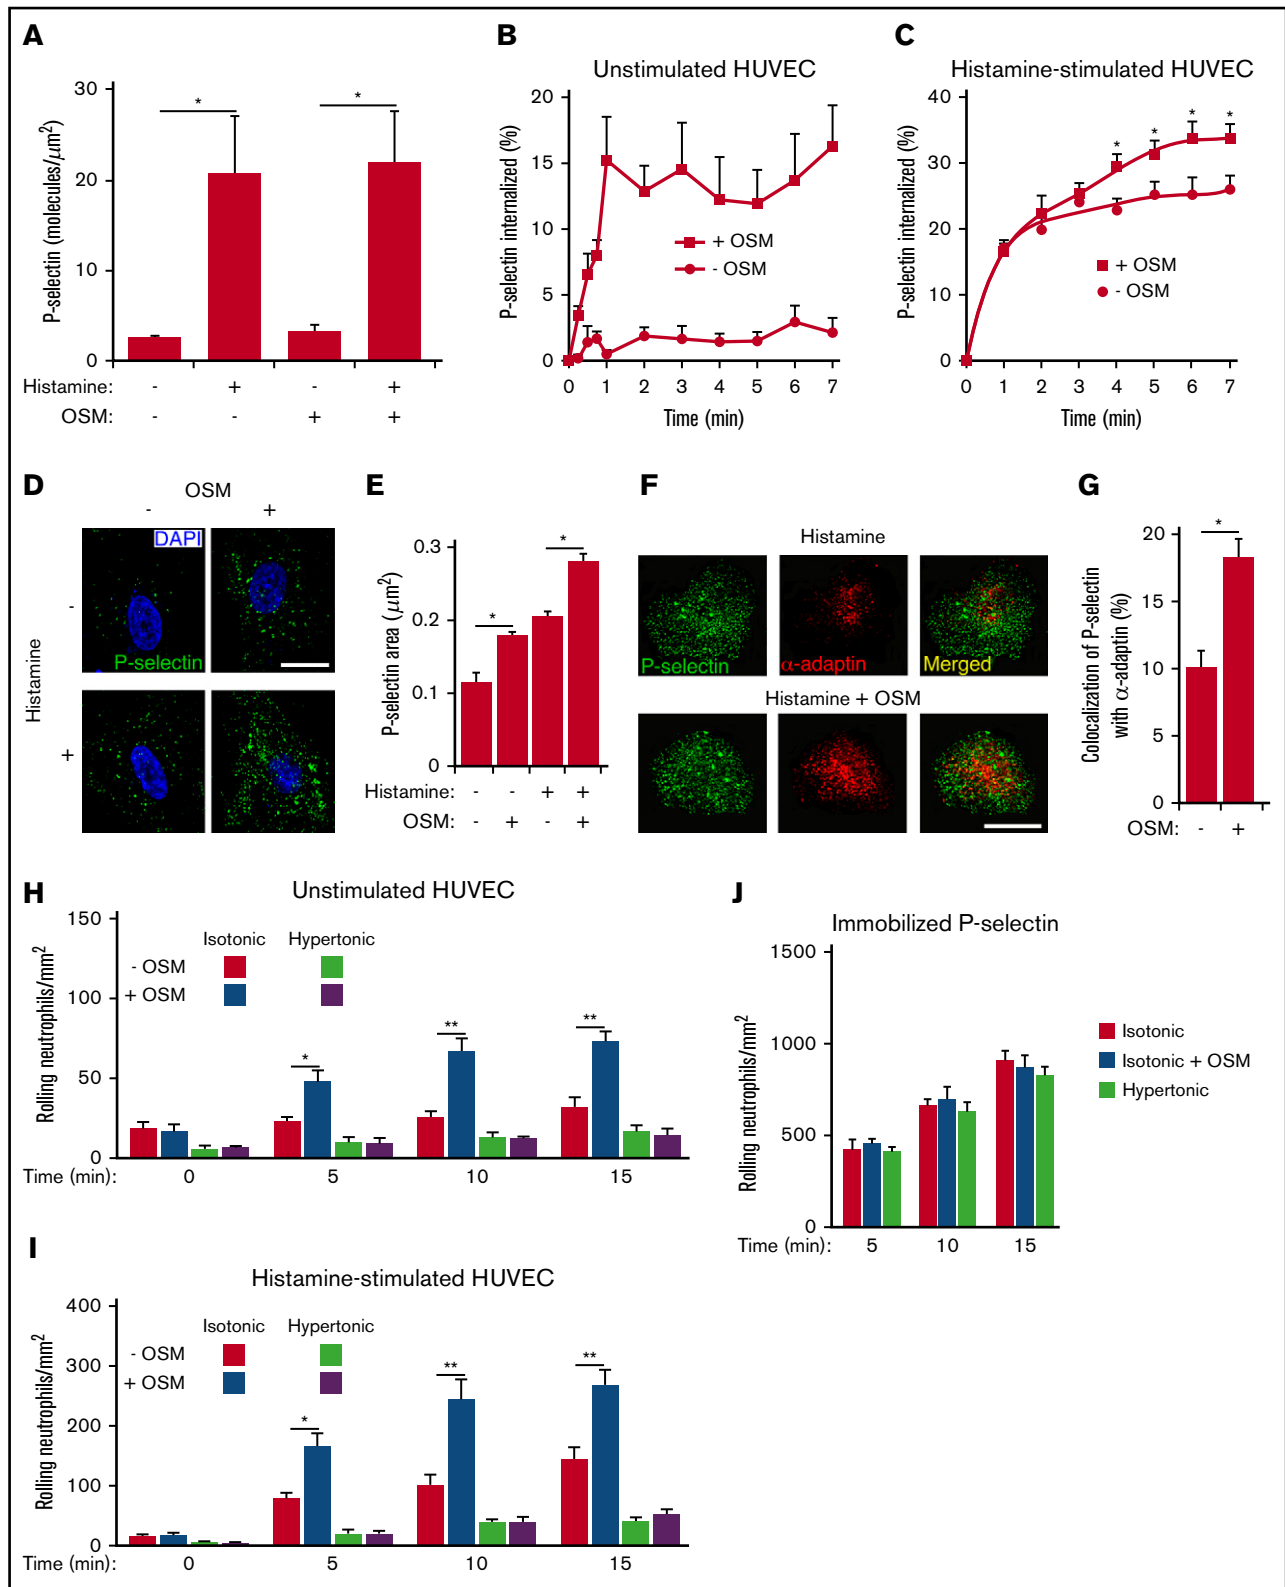 A
P-selectin (molecules/μm²)
30
20
10
0
*
*
Histamine: - + - +
OSM: - - + +
B
Unstimulated HUVEC
P-selectin internalized (%)
20
15
10
5
0
+ OSM
- OSM
0 1 2 3 4 5 6 7
Time (min)
C
Histamine-stimulated HUVEC
P-selectin internalized (%)
40
30
20
10
0
* * * *
+ OSM
- OSM
0 1 2 3 4 5 6 7
Time (min)
D
OSM
- +
Histamine
-
+
DAPI
P-selectin
E
P-selectin area (μm²)
0.3
0.2
0.1
0
*
*
Histamine: - - + +
OSM: - + - +
F
Histamine
P-selectin
α-adaptin
Merged
Histamine + OSM
G
Colocalization of P-selectin
with α-adaptin (%)
20
15
10
5
0
*
OSM: - +
H
Unstimulated HUVEC
Rolling neutrophils/mm²
150
100
50
0
Isotonic Hypertonic
- OSM
+ OSM
*
**
**
Time (min): 0 5 10 15
I
Histamine-stimulated HUVEC
Rolling neutrophils/mm²
400
300
200
100
0
Isotonic Hypertonic
- OSM
+ OSM
*
**
**
Time (min): 0 5 10 15
J
Immobilized P-selectin
Rolling neutrophils/mm²
1500
1000
500
0
Isotonic
Isotonic + OSM
Hypertonic
Time (min): 5 10 15